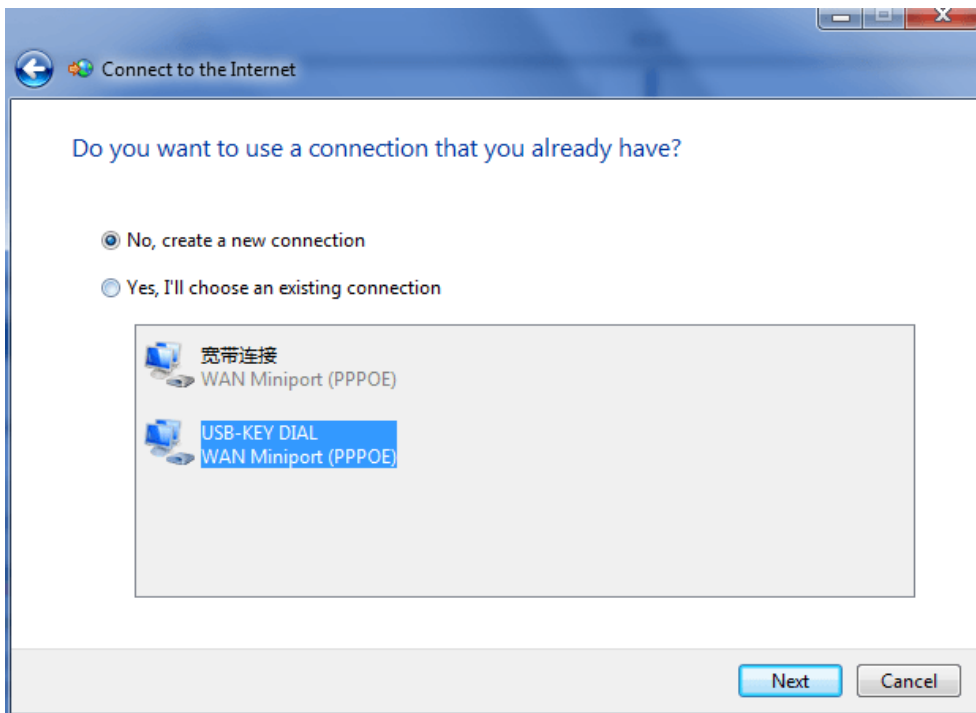 Connect to the Internet
Do you want to use a connection that you already have?
No, create a new connection
Yes, I'll choose an existing connection
宽带连接
WAN Miniport (PPPOE)
USB-KEY DIAL
WAN Miniport (PPPOE)
Next
Cancel